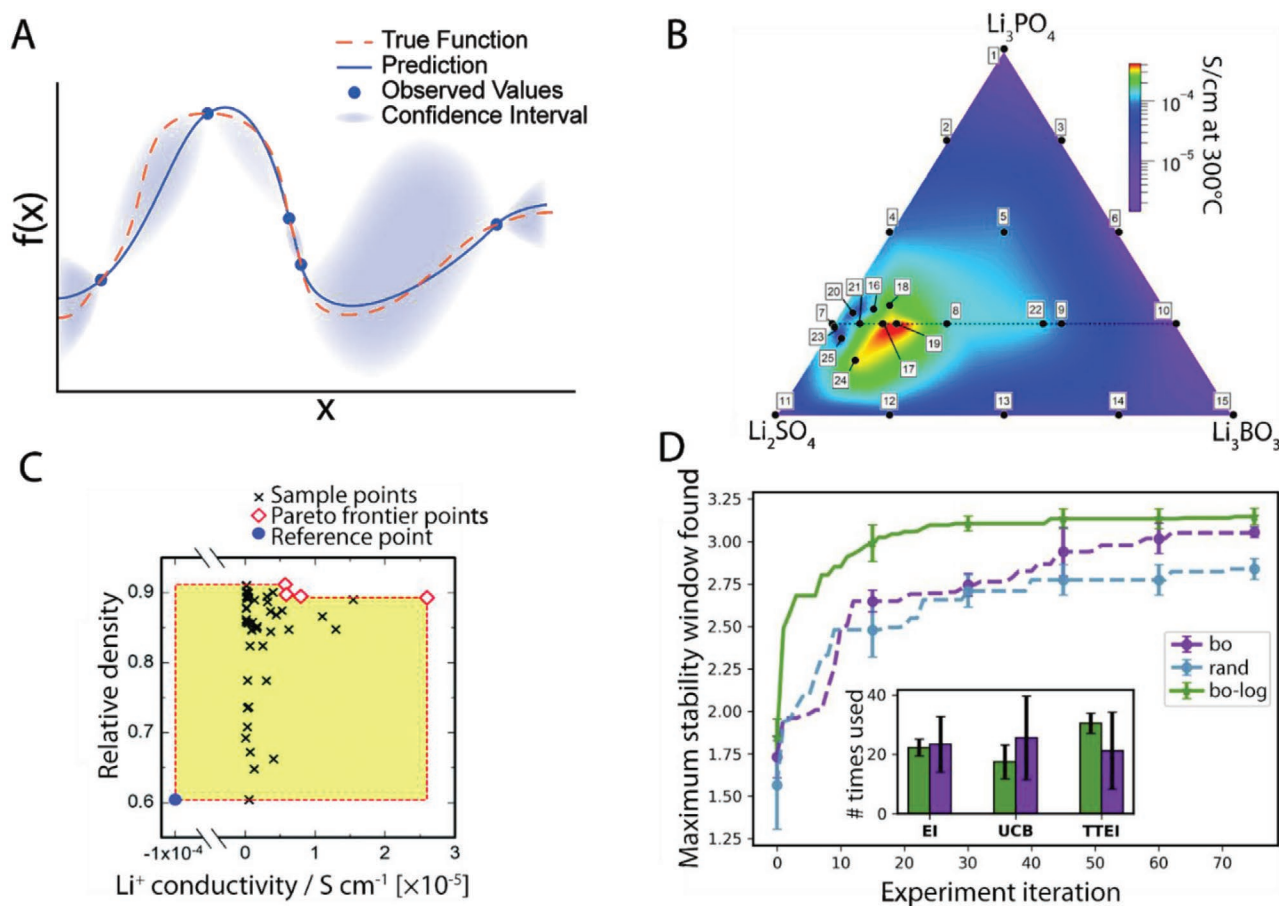 A
True Function
Prediction
Observed Values
Confidence Interval
f(x)
x
B
Li₃PO₄
S/cm at 300°C
10⁻⁴
10⁻⁵
1
2
3
4
5
6
20
21
16
18
7
8
22
9
10
23
25
19
17
24
11
12
13
14
15
Li₂SO₄
Li₃BO₃
C
Sample points
Pareto frontier points
Reference point
Relative density
0.9
0.8
0.7
0.6
-1x10⁻⁴
0
1
2
3
Li⁺ conductivity / S cm⁻¹ [×10⁻⁵]
D
Maximum stability window found
3.25
3.00
2.75
2.50
2.25
2.00
1.75
1.50
1.25
bo
rand
bo-log
# times used
40
20
0
EI
UCB
TTEI
0
10
20
30
40
50
60
70
Experiment iteration